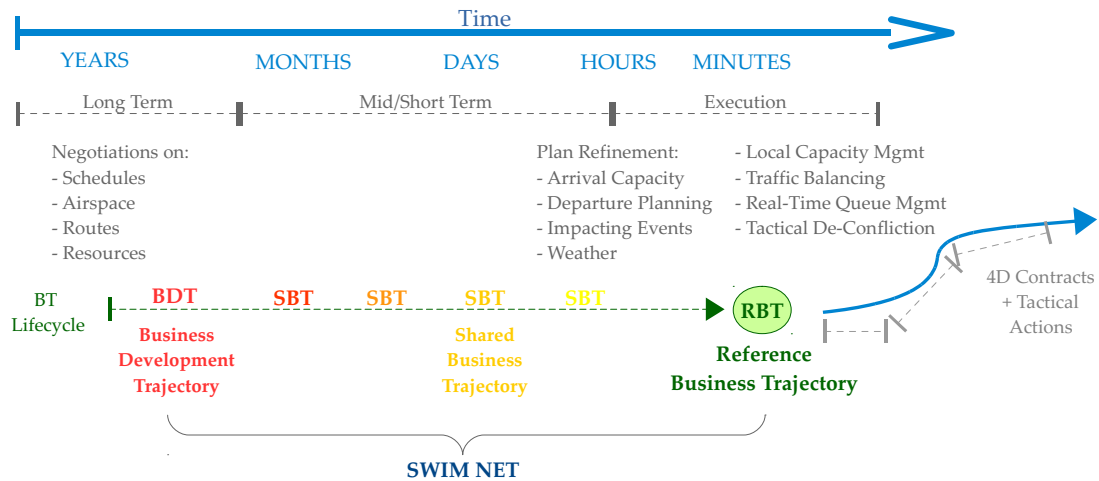 Time
YEARS MONTHS DAYS HOURS MINUTES
Long Term Mid/Short Term Execution
Negotiations on:
- Schedules
- Airspace
- Routes
- Resources
Plan Refinement:
- Arrival Capacity
- Departure Planning
- Impacting Events
- Weather
- Local Capacity Mgmt
- Traffic Balancing
- Real-Time Queue Mgmt
- Tactical De-Confliction
BT
Lifecycle
BDT SBT SBT SBT SBT RBT
Business
Development
Trajectory
Shared
Business
Trajectory
Reference
Business Trajectory
4D Contracts
+ Tactical
Actions
SWIM NET